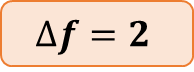 Δf = 2